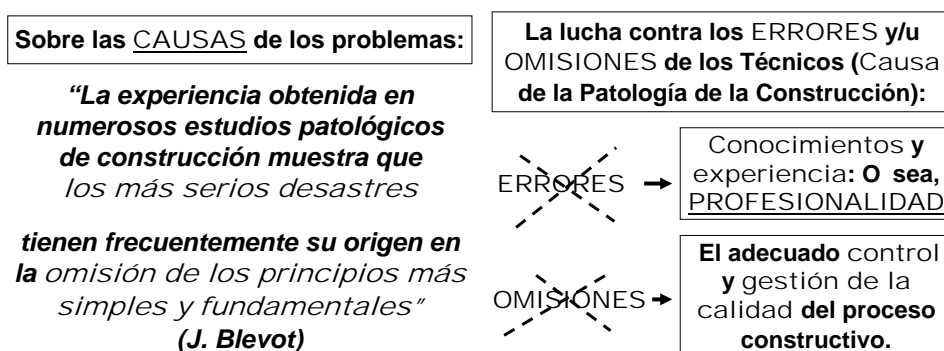 Sobre las CAUSAS de los problemas:
“La experiencia obtenida en
numerosos estudios patológicos
de construcción muestra que
los más serios desastres
tienen frecuentemente su origen en
la omisión de los principios más
simples y fundamentales”
(J. Blevot)
La lucha contra los ERRORES y/u
OMISIONES de los Técnicos (Causa
de la Patología de la Construcción):
ERRORES
Conocimientos y
experiencia: O sea,
PROFESIONALIDAD
OMISIONES
El adecuado control
y gestión de la
calidad del proceso
constructivo.